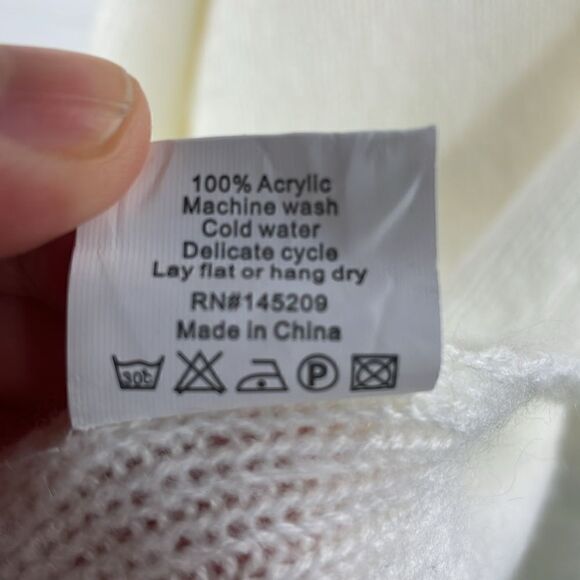 100% Acrylic
Machine wash
Cold water
Delicate cycle
Lay flat or hang dry
RN#145209
Made in China
30℃ P